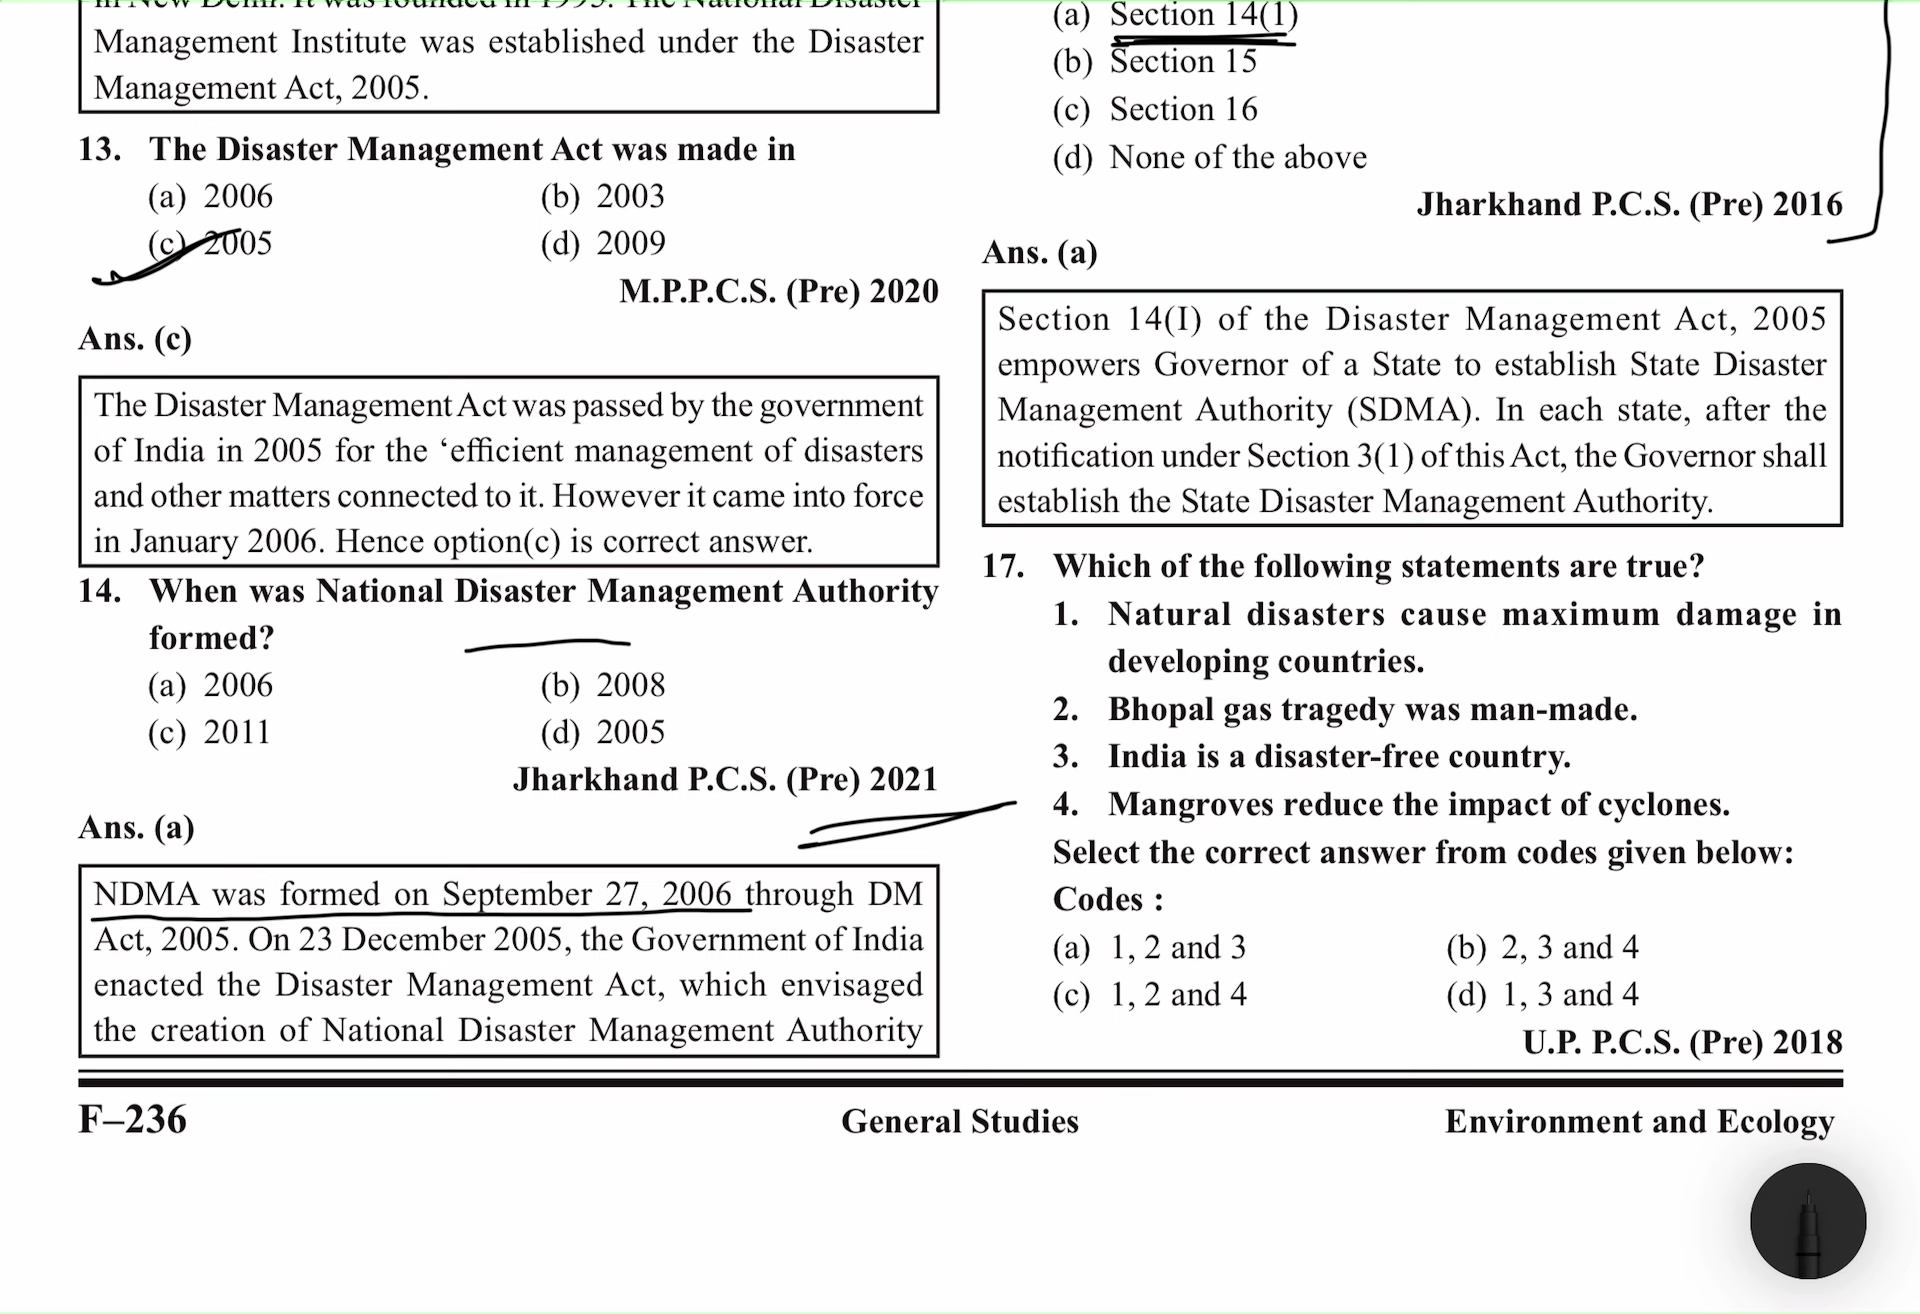 in New Delhi. It was founded in 1995. The National Disaster
Management Institute was established under the Disaster
Management Act, 2005.
13. The Disaster Management Act was made in
(a) 2006 (b) 2003
(c) 2005 (d) 2009
M.P.P.C.S. (Pre) 2020
Ans. (c)
The Disaster Management Act was passed by the government
of India in 2005 for the ‘efficient management of disasters
and other matters connected to it. However it came into force
in January 2006. Hence option(c) is correct answer.
14. When was National Disaster Management Authority
formed?
(a) 2006 (b) 2008
(c) 2011 (d) 2005
Jharkhand P.C.S. (Pre) 2021
Ans. (a)
NDMA was formed on September 27, 2006 through DM
Act, 2005. On 23 December 2005, the Government of India
enacted the Disaster Management Act, which envisaged
the creation of National Disaster Management Authority
(a) Section 14(1)
(b) Section 15
(c) Section 16
(d) None of the above
Jharkhand P.C.S. (Pre) 2016
Ans. (a)
Section 14(I) of the Disaster Management Act, 2005
empowers Governor of a State to establish State Disaster
Management Authority (SDMA). In each state, after the
notification under Section 3(1) of this Act, the Governor shall
establish the State Disaster Management Authority.
17. Which of the following statements are true?
1. Natural disasters cause maximum damage in
developing countries.
2. Bhopal gas tragedy was man-made.
3. India is a disaster-free country.
4. Mangroves reduce the impact of cyclones.
Select the correct answer from codes given below:
Codes :
(a) 1, 2 and 3 (b) 2, 3 and 4
(c) 1, 2 and 4 (d) 1, 3 and 4
U.P. P.C.S. (Pre) 2018
F–236 General Studies Environment and Ecology